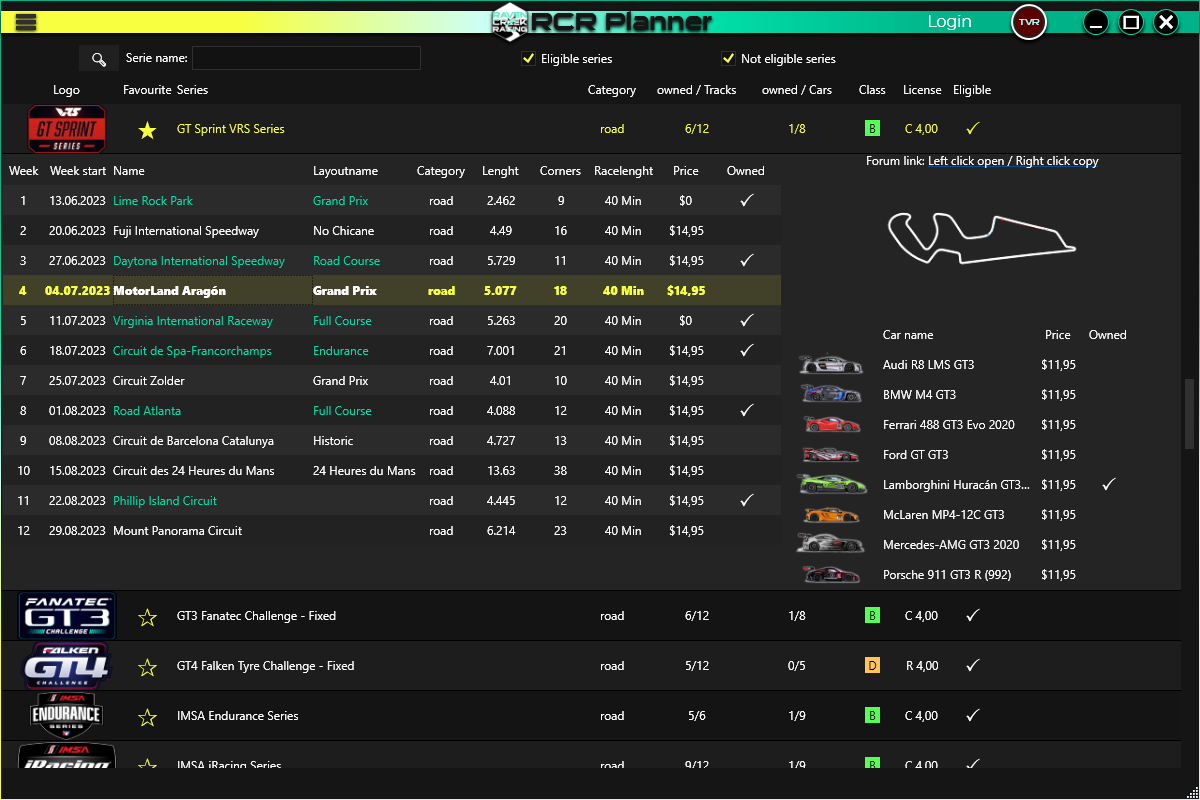 RAVEN CREEK RACING RCR Planner Login TVR
Serie name: Eligible series Not eligible series
Logo Favourite Series Category owned / Tracks owned / Cars Class License Eligible
VRS GT SPRINT SERIES GT Sprint VRS Series road 6/12 1/8 B C 4,00
Forum link: Left click open / Right click copy
Week Week start Name Layoutname Category Lenght Corners Racelenght Price Owned
1 13.06.2023 Lime Rock Park Grand Prix road 2.462 9 40 Min $0
2 20.06.2023 Fuji International Speedway No Chicane road 4.49 16 40 Min $14,95
3 27.06.2023 Daytona International Speedway Road Course road 5.729 11 40 Min $14,95
4 04.07.2023 MotorLand Aragón Grand Prix road 5.077 18 40 Min $14,95
5 11.07.2023 Virginia International Raceway Full Course road 5.263 20 40 Min $0
6 18.07.2023 Circuit de Spa-Francorchamps Endurance road 7.001 21 40 Min $14,95
7 25.07.2023 Circuit Zolder Grand Prix road 4.01 10 40 Min $14,95
8 01.08.2023 Road Atlanta Full Course road 4.088 12 40 Min $14,95
9 08.08.2023 Circuit de Barcelona Catalunya Historic road 4.727 13 40 Min $14,95
10 15.08.2023 Circuit des 24 Heures du Mans 24 Heures du Mans road 13.63 38 40 Min $14,95
11 22.08.2023 Phillip Island Circuit road 4.445 12 40 Min $14,95
12 29.08.2023 Mount Panorama Circuit road 6.214 23 40 Min $14,95
Car name Price Owned
Audi R8 LMS GT3 $11,95
BMW M4 GT3 $11,95
Ferrari 488 GT3 Evo 2020 $11,95
Ford GT GT3 $11,95
Lamborghini Huracán GT3... $11,95
McLaren MP4-12C GT3 $11,95
Mercedes-AMG GT3 2020 $11,95
Porsche 911 GT3 R (992) $11,95
FANATEC GT3 CHALLENGE GT3 Fanatec Challenge - Fixed road 6/12 1/8 B C 4,00
FALKEN GT4 CHALLENGE GT4 Falken Tyre Challenge - Fixed road 5/12 0/5 D R 4,00
IMSA ENDURANCE SERIES IMSA Endurance Series road 5/6 1/9 B C 4,00
IMSA iRacing IMSA iRacing Series road 9/12 1/9 B C 4,00